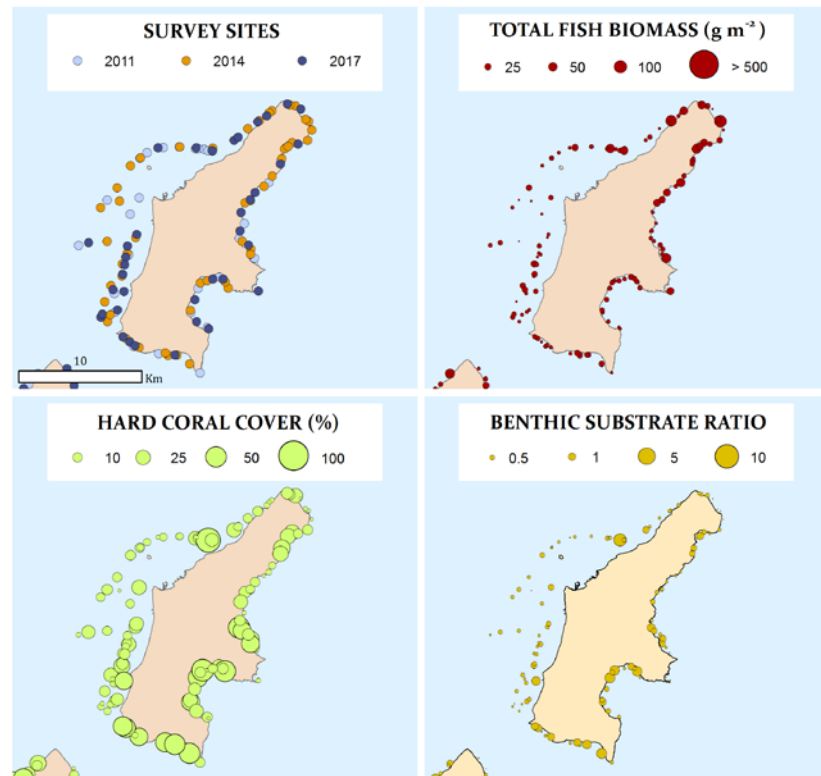 SURVEY SITES
2011 2014 2017
10
Km
TOTAL FISH BIOMASS (g m⁻²)
25 50 100 > 500
HARD CORAL COVER (%)
10 25 50 100
BENTHIC SUBSTRATE RATIO
0.5 1 5 10